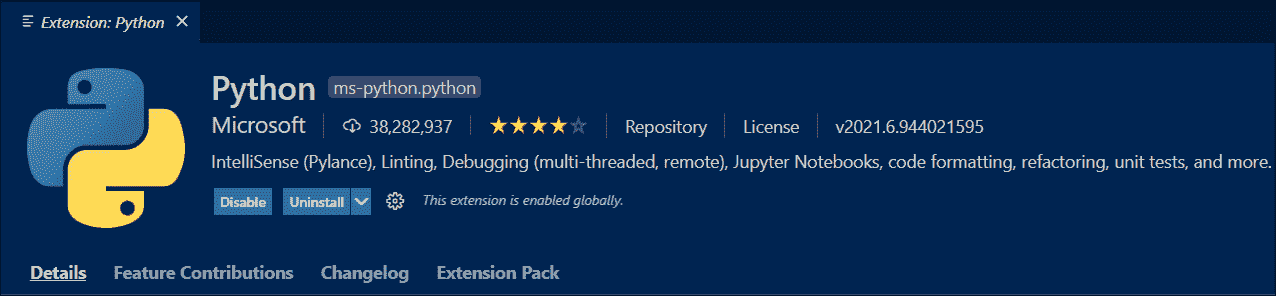 Extension: Python
Python ms-python.python
Microsoft 38,282,937 Repository License v2021.6.944021595
IntelliSense (Pylance), Linting, Debugging (multi-threaded, remote), Jupyter Notebooks, code formatting, refactoring, unit tests, and more.
Disable Uninstall This extension is enabled globally.
Details Feature Contributions Changelog Extension Pack